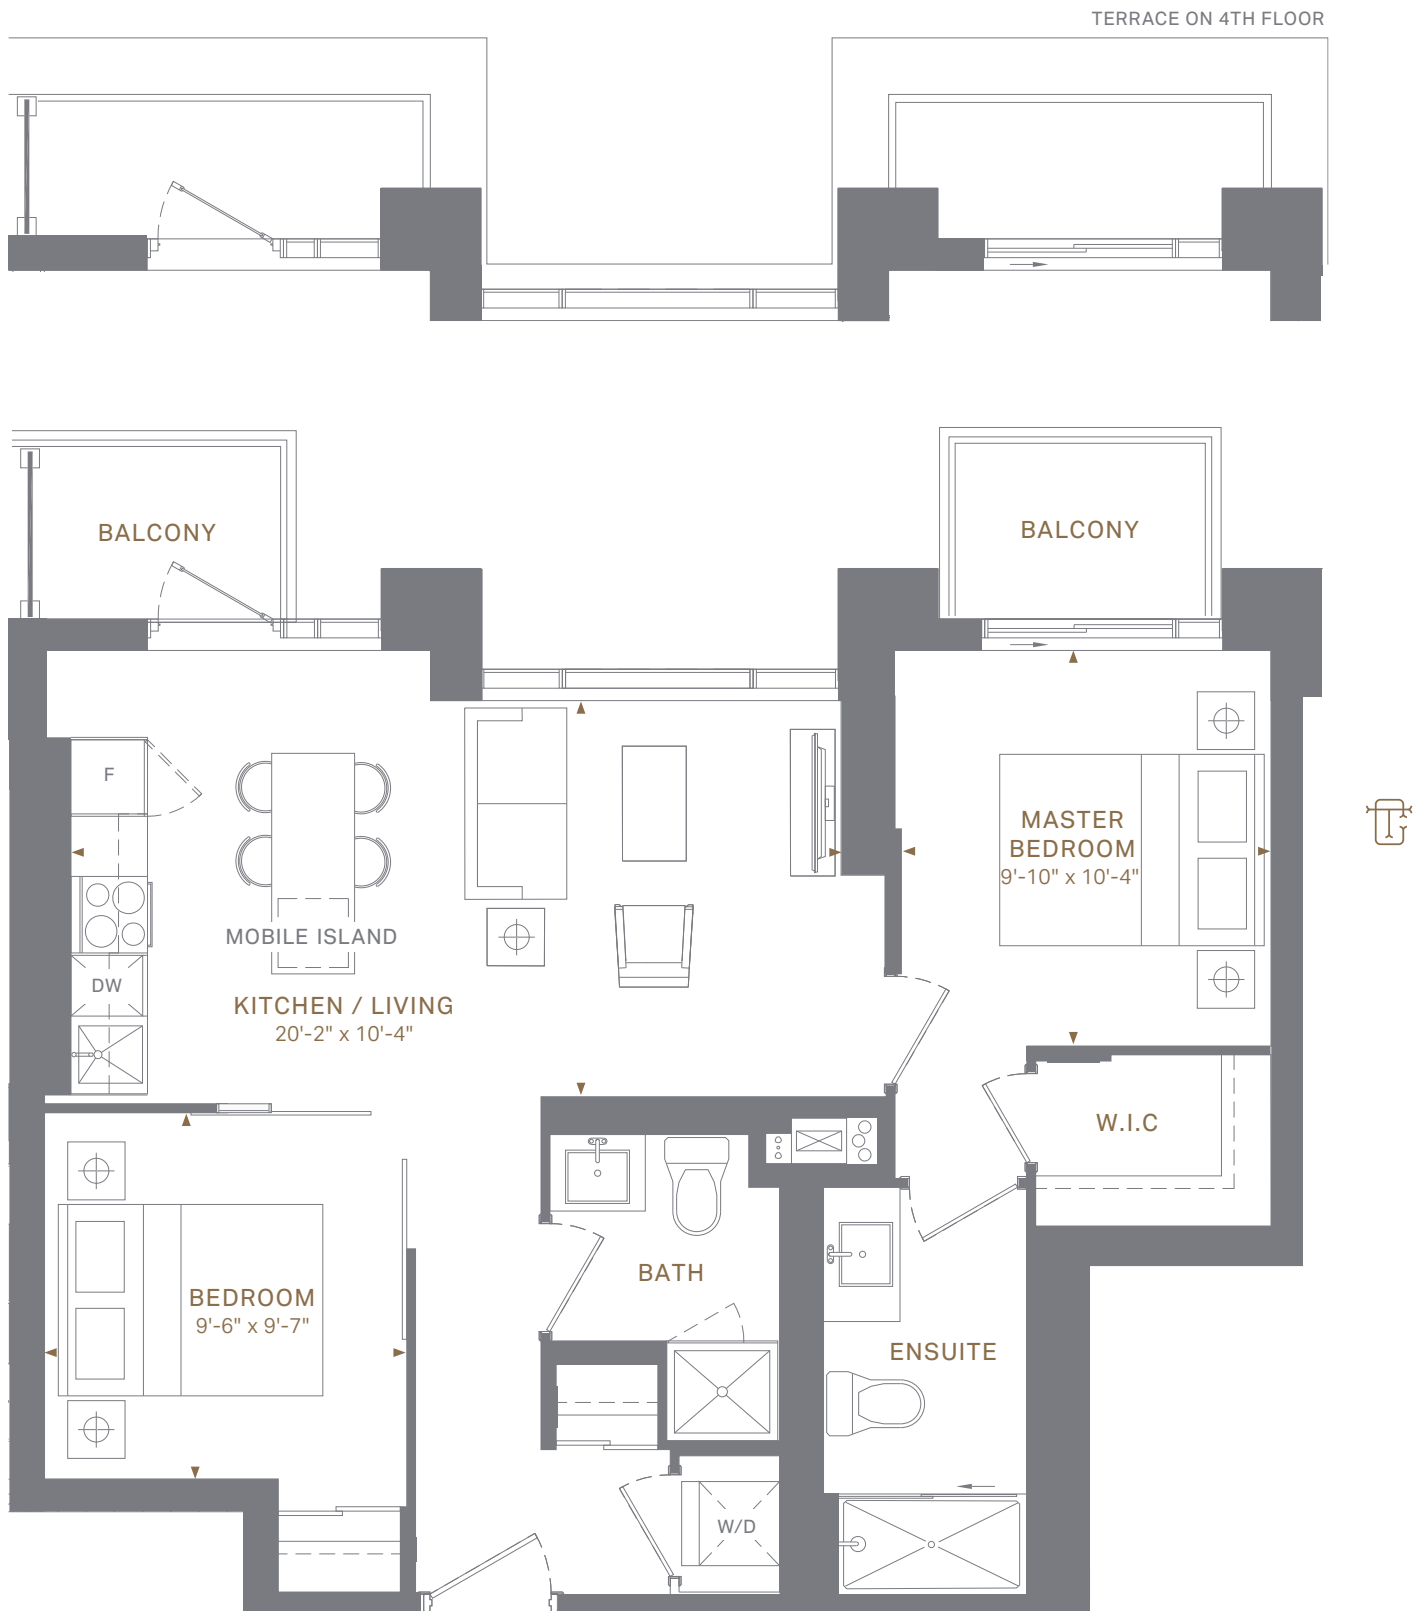 TERRACE ON 4TH FLOOR
BALCONY
BALCONY
F
MASTER
BEDROOM
9'-10" x 10'-4"
MOBILE ISLAND
DW
KITCHEN / LIVING
20'-2" x 10'-4"
W.I.C
BATH
BEDROOM
9'-6" x 9'-7"
ENSUITE
W/D